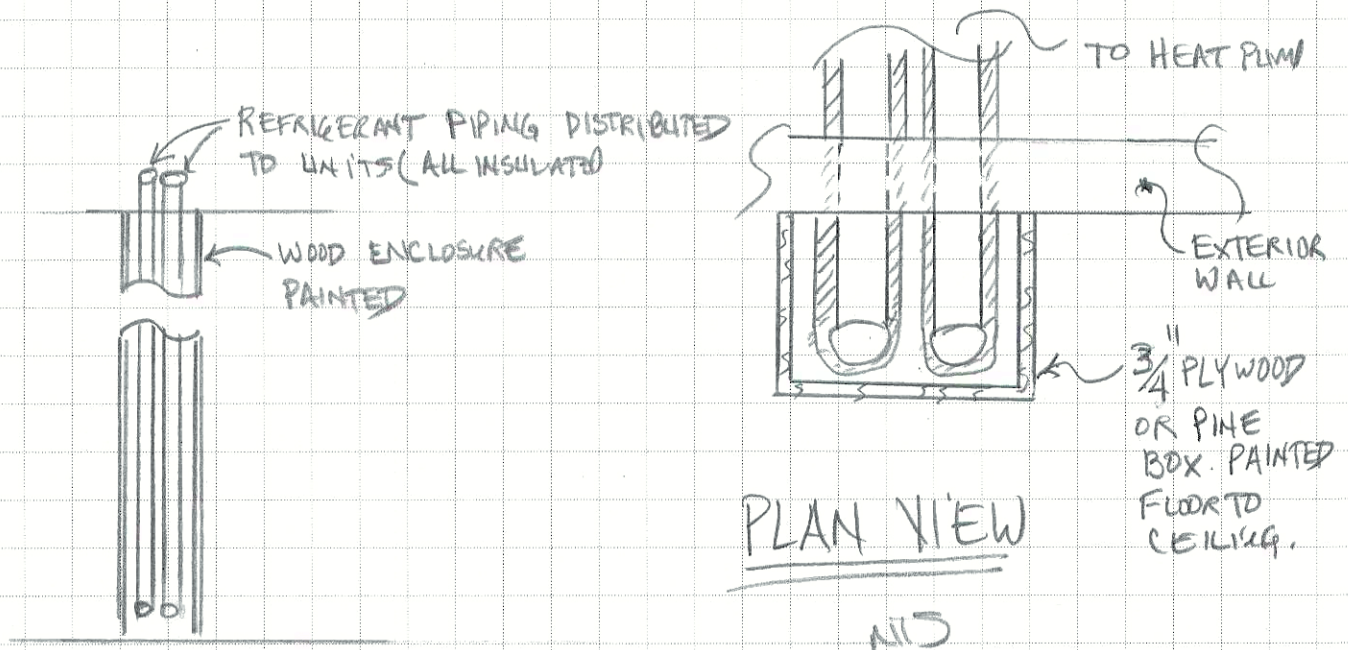 TO HEAT PUMP
REFRIGERANT PIPING DISTRIBUTED
TO UNITS (ALL INSULATED)
WOOD ENCLOSURE
PAINTED
EXTERIOR
WALL
3/4" PLYWOOD
OR PINE
BOX. PAINTED
FLOOR TO
CEILING.
PLAN VIEW
NTS